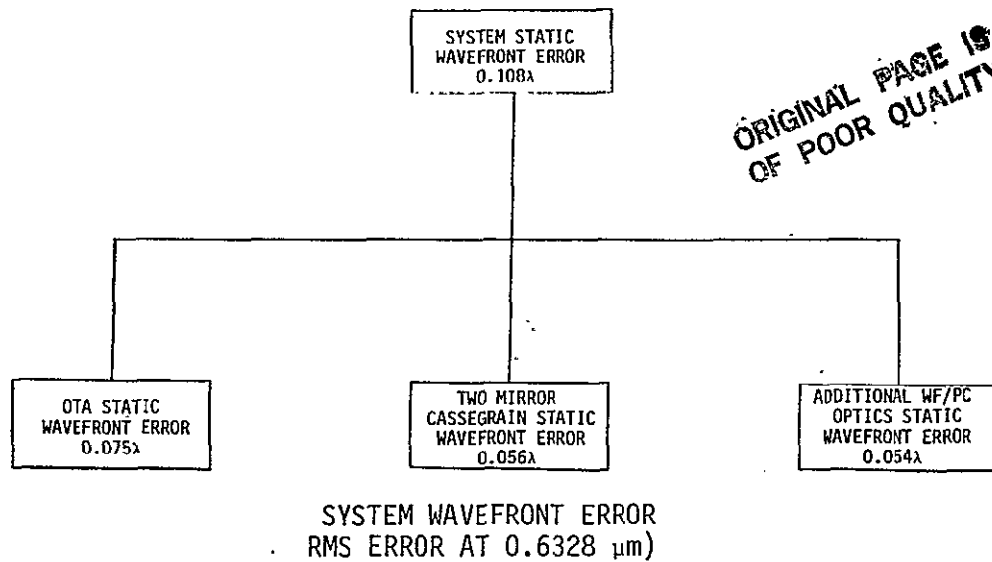 SYSTEM STATIC
WAVEFRONT ERROR
0.108λ
ORIGINAL PAGE IS
OF POOR QUALITY
OTA STATIC
WAVEFRONT ERROR
0.075λ
TWO MIRROR
CASSEGRAIN STATIC
WAVEFRONT ERROR
0.056λ
ADDITIONAL WF/PC
OPTICS STATIC
WAVEFRONT ERROR
0.054λ
SYSTEM WAVEFRONT ERROR
RMS ERROR AT 0.6328 μm)